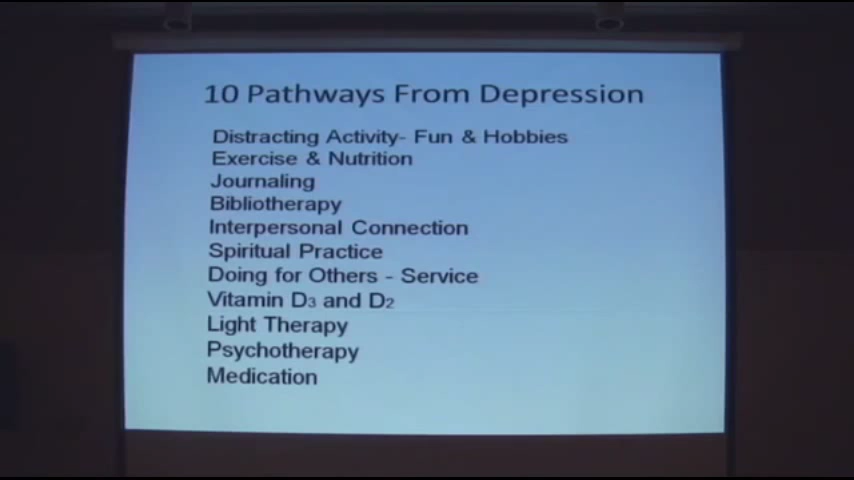 10 Pathways From Depression
Distracting Activity- Fun & Hobbies
Exercise & Nutrition
Journaling
Bibliotherapy
Interpersonal Connection
Spiritual Practice
Doing for Others - Service
Vitamin D3 and D2
Light Therapy
Psychotherapy
Medication